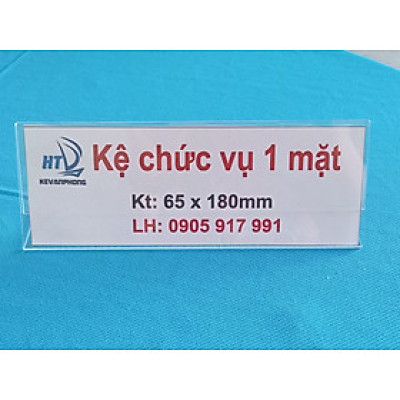 HT
KEVANPHONG
Kệ chức vụ 1 mặt
Kt: 65 x 180mm
LH: 0905 917 991